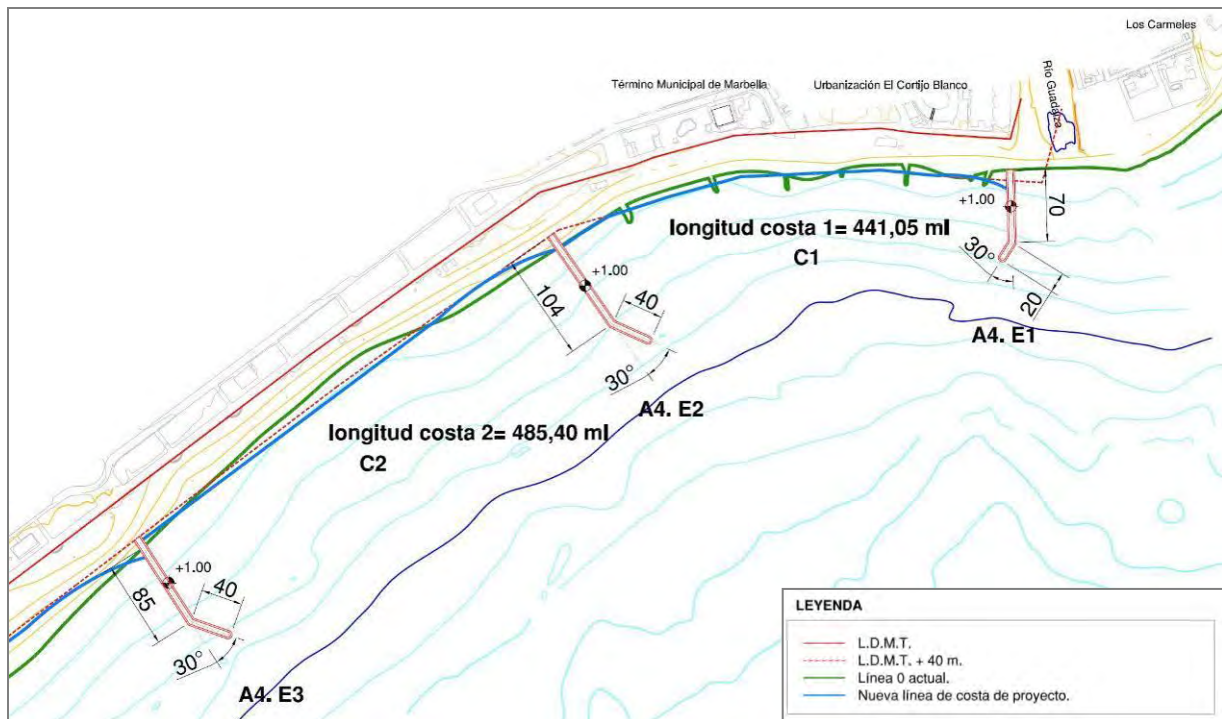 Los Carmeles
Término Municipal de Marbella
Urbanización El Cortijo Blanco
Río Guadaiza
+1.00
70
longitud costa 1= 441,05 ml
C1
30°
20
A4. E1
+1.00
104
40
30°
A4. E2
longitud costa 2= 485,40 ml
C2
+1.00
85
40
30°
A4. E3
LEYENDA
L.D.M.T.
L.D.M.T. + 40 m.
Línea 0 actual.
Nueva línea de costa de proyecto.